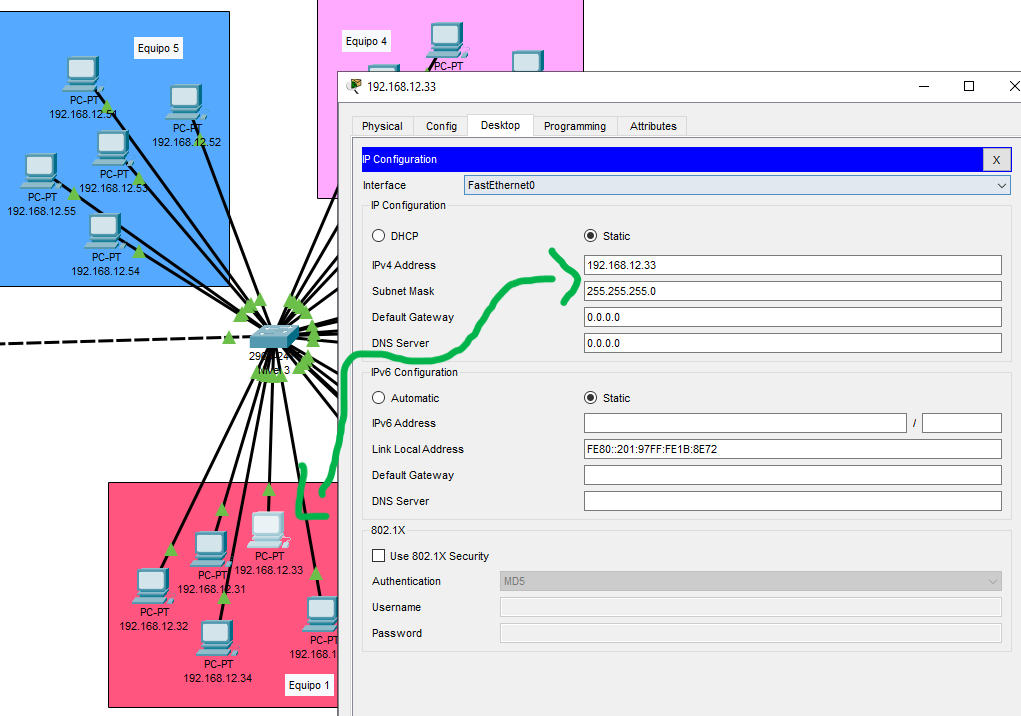 Equipo 5
PC-PT
192.168.12.51
PC-PT
192.168.12.52
PC-PT
192.168.12.53
PC-PT
192.168.12.55
PC-PT
192.168.12.54
Equipo 4
PC-PT
192.168.12.33
Physical
Config
Desktop
Programming
Attributes
IP Configuration
X
Interface
FastEthernet0
IP Configuration
DHCP
Static
IPv4 Address
192.168.12.33
Subnet Mask
255.255.255.0
Default Gateway
0.0.0.0
DNS Server
0.0.0.0
IPv6 Configuration
Automatic
Static
IPv6 Address
/
Link Local Address
FE80::201:97FF:FE1B:8E72
Default Gateway
DNS Server
802.1X
Use 802.1X Security
Authentication
MD5
Username
Password
PC-PT
192.168.12.33
PC-PT
192.168.12.31
PC-PT
192.168.12.32
PC-PT
192.168.1
PC-PT
192.168.12.34
Equipo 1